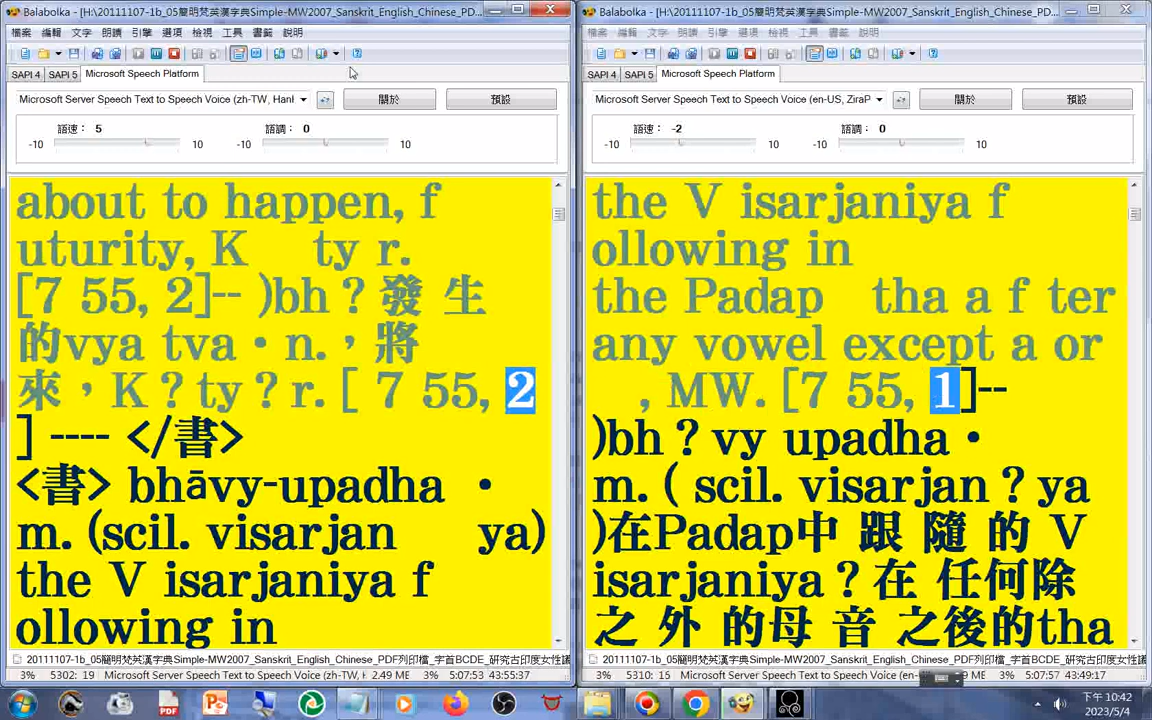 Balabolka - [H:\20111107-1b_05簡明梵英漢字典Simple-MW2007_Sanskrit_English_Chinese_PD...
檔案 編輯 文字 朗讀 引擎 選項 檢視 工具 書籤 說明
SAPI 4 SAPI 5 Microsoft Speech Platform
Microsoft Server Speech Text to Speech Voice (zh-TW, Hanl 關於 預設
語速： 5 語調： 0
-10 10 -10 10
about to happen, f
uturity, K ty r.
[7 55, 2]-- )bh ? 發 生
的vya tva・n.，將
來，K ? ty ? r. [ 7 55, 2
] ---- </書>
<書> bhāvy-upadha ・
m. (scil. visarjan ya)
the V isarjaniya f
ollowing in
20111107-1b_05簡明梵英漢字典Simple-MW2007_Sanskrit_English_Chinese_PDF列印檔_字首BCDE_研究古印度女性議
3% 5302: 19 Microsoft Server Speech Text to Speech Voice (zh-TW, H 2.49 ME 3% 5:07:53 43:55:37
Balabolka - [H:\20111107-1b_05簡明梵英漢字典Simple-MW2007_Sanskrit_English_Chinese_PD...
檔案 編輯 文字 朗讀 引擎 選項 檢視 工具 書籤 說明
SAPI 4 SAPI 5 Microsoft Speech Platform
Microsoft Server Speech Text to Speech Voice (en-US, ZiraP 關於 預設
語速： -2 語調： 0
-10 10 -10 10
the V isarjaniya f
ollowing in
the Padap tha a f ter
any vowel except a or
, MW. [7 55, 1]--
)bh ? vy upadha・
m. ( scil. visarjan ? ya
)在Padap中 跟 隨 的 V
isarjaniya ? 在 任何除
之 外 的母 音 之後的tha
20111107-1b_05簡明梵英漢字典Simple-MW2007_Sanskrit_English_Chinese_PDF列印檔_字首BCDE_研究古印度女性議
3% 5310: 15 Microsoft Server Speech Text to Speech Voice (en-US, Z ME 3% 5:07:57 43:49:17
下午 10:42
2023/5/4